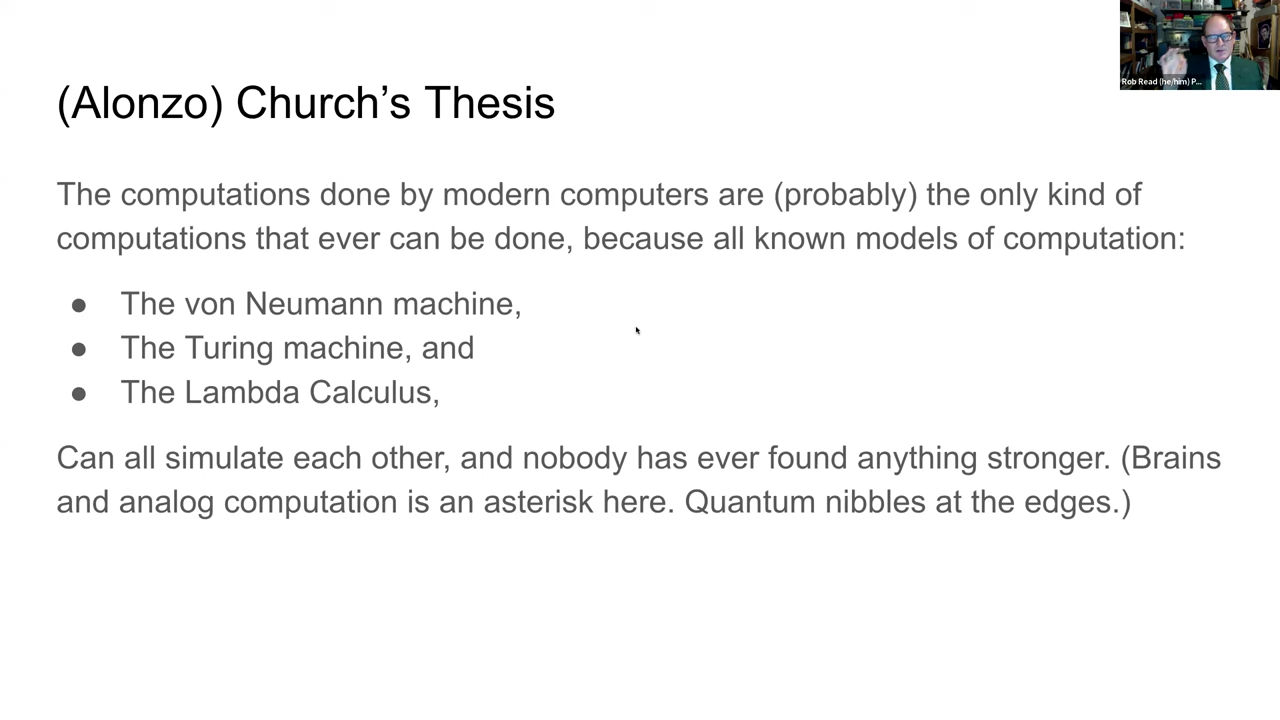 Rob Read (he/him) P...
(Alonzo) Church's Thesis
The computations done by modern computers are (probably) the only kind of
computations that ever can be done, because all known models of computation:
● The von Neumann machine,
● The Turing machine, and
● The Lambda Calculus,
Can all simulate each other, and nobody has ever found anything stronger. (Brains
and analog computation is an asterisk here. Quantum nibbles at the edges.)